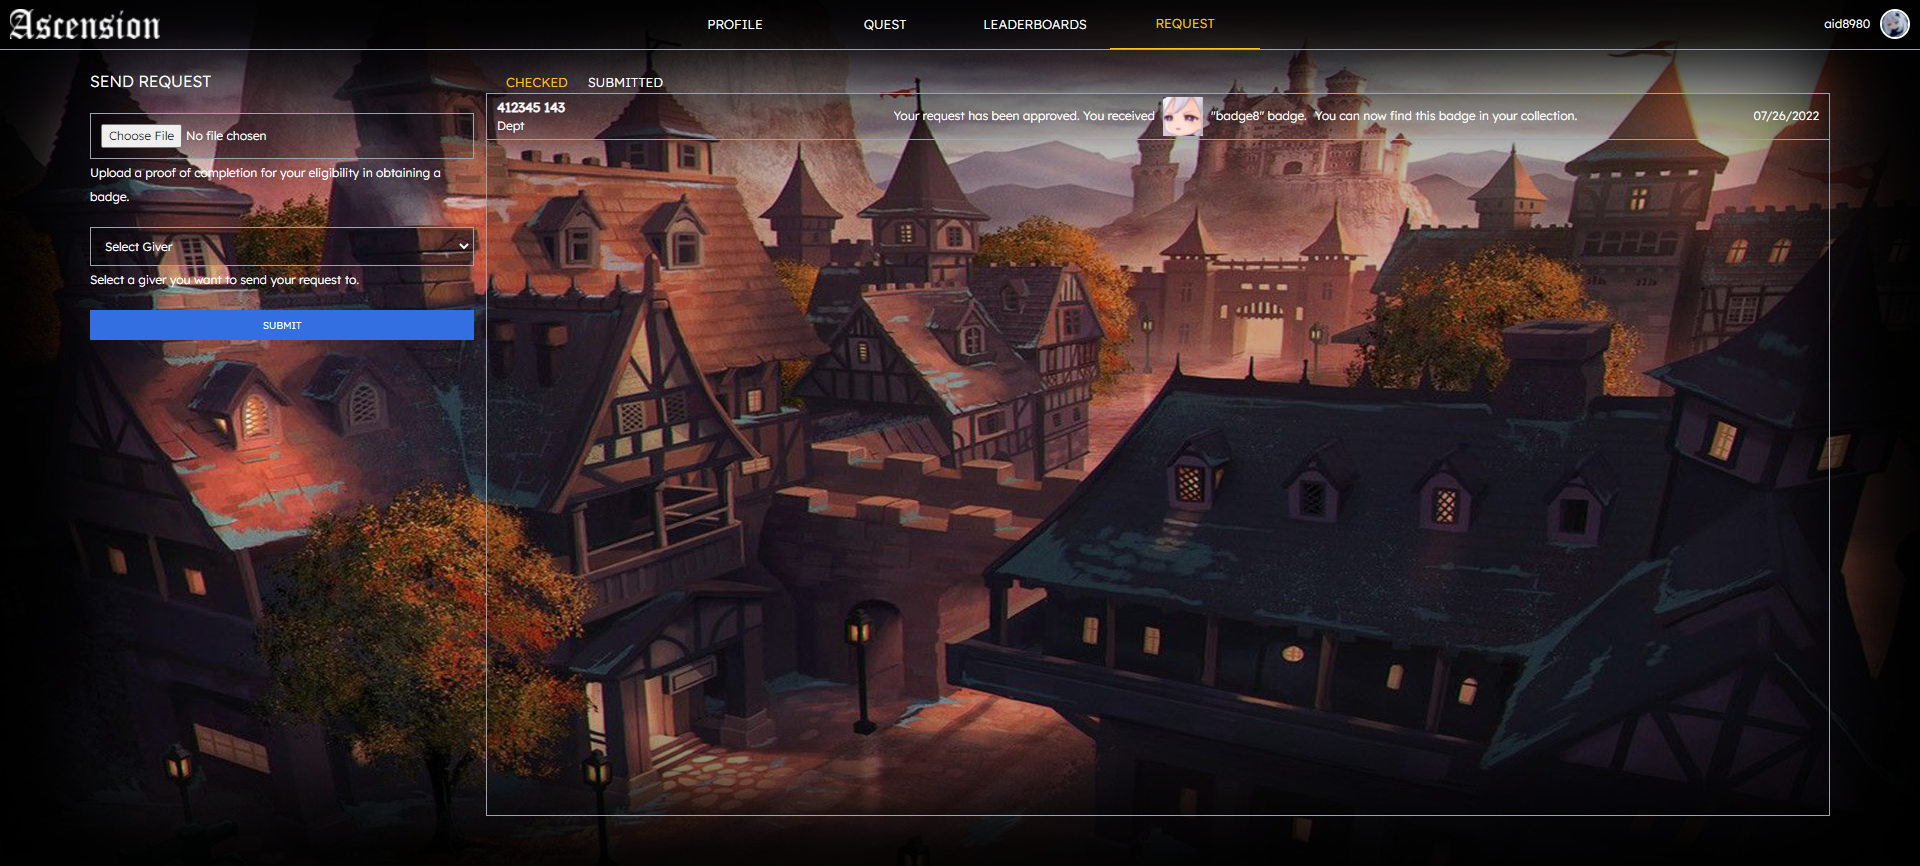 Ascension
PROFILE
QUEST
LEADERBOARDS
REQUEST
aid8980
SEND REQUEST
Choose File No file chosen
Upload a proof of completion for your eligibility in obtaining a
badge.
Select Giver
Select a giver you want to send your request to.
SUBMIT
CHECKED
SUBMITTED
412345 143
Dept
Your request has been approved. You received "badge8" badge. You can now find this badge in your collection.
07/26/2022